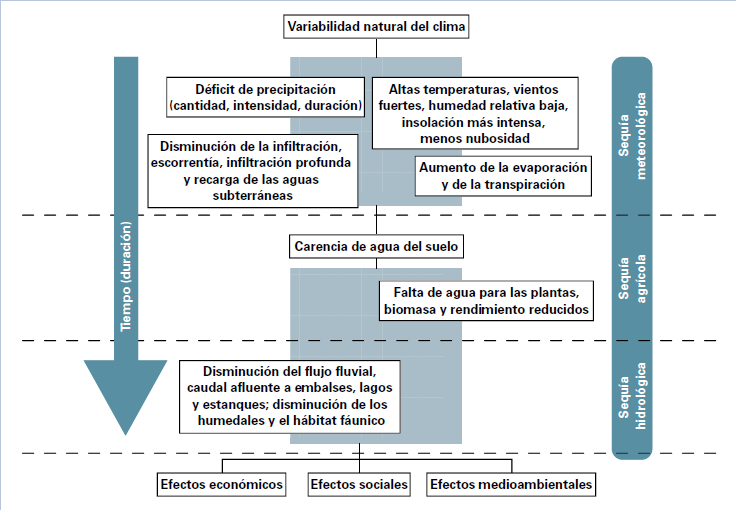 Variabilidad natural del clima
Déficit de precipitación
(cantidad, intensidad, duración)
Altas temperaturas, vientos
fuertes, humedad relativa baja,
insolación más intensa,
menos nubosidad
Disminución de la infiltración,
escorrentía, infiltración profunda
y recarga de las aguas
subterráneas
Aumento de la evaporación
y de la transpiración
Sequía
meteorológica
Tiempo (duración)
Carencia de agua del suelo
Falta de agua para las plantas,
biomasa y rendimiento reducidos
Sequía
agrícola
Disminución del flujo fluvial,
caudal afluente a embalses, lagos
y estanques; disminución de los
humedales y el hábitat fáunico
Sequía
hidrológica
Efectos económicos
Efectos sociales
Efectos medioambientales